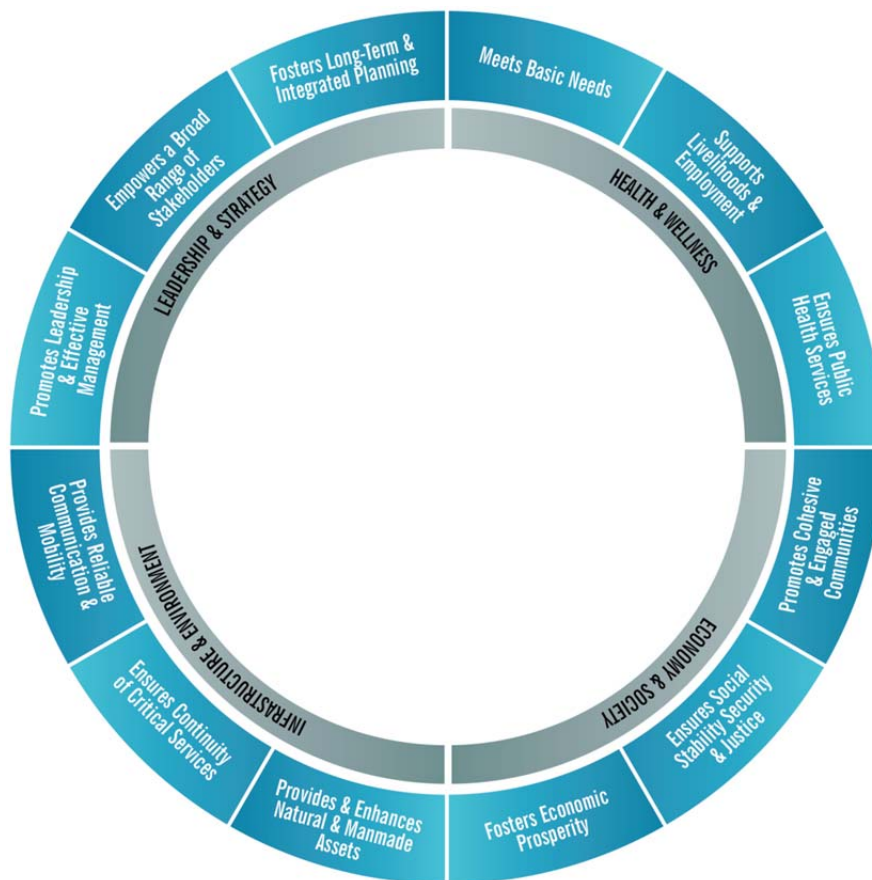 Meets Basic Needs
Supports
Livelihoods &
Employment
Ensures Public
Health Services
Promotes Cohesive
& Engaged
Communities
Ensures Social
Stability Security
& Justice
Fosters Economic
Prosperity
Provides & Enhances
Natural & Manmade
Assets
Ensures Continuity
of Critical Services
Provides Reliable
Communication &
Mobility
Promotes Leadership
& Effective
Management
Empowers a Broad
Range of
Stakeholders
Fosters Long-Term &
Integrated Planning
HEALTH & WELLNESS
ECONOMY & SOCIETY
INFRASTRUCTURE & ENVIRONMENT
LEADERSHIP & STRATEGY